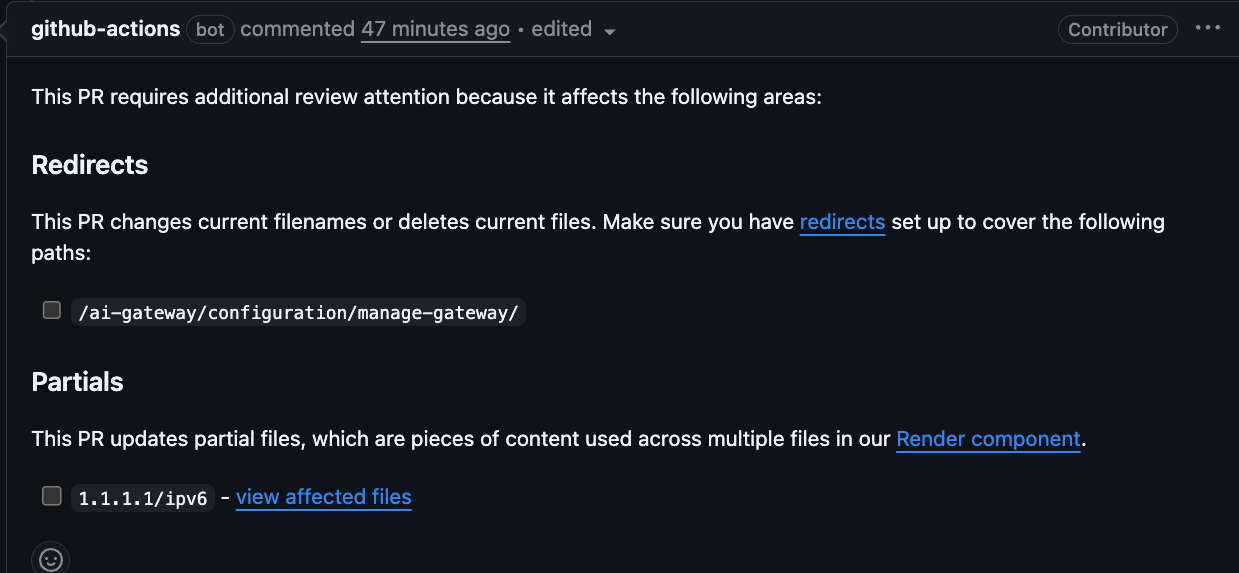 github-actions bot commented 47 minutes ago • edited Contributor ...
This PR requires additional review attention because it affects the following areas:
Redirects
This PR changes current filenames or deletes current files. Make sure you have redirects set up to cover the following
paths:
/ai-gateway/configuration/manage-gateway/
Partials
This PR updates partial files, which are pieces of content used across multiple files in our Render component.
1.1.1.1/ipv6 - view affected files